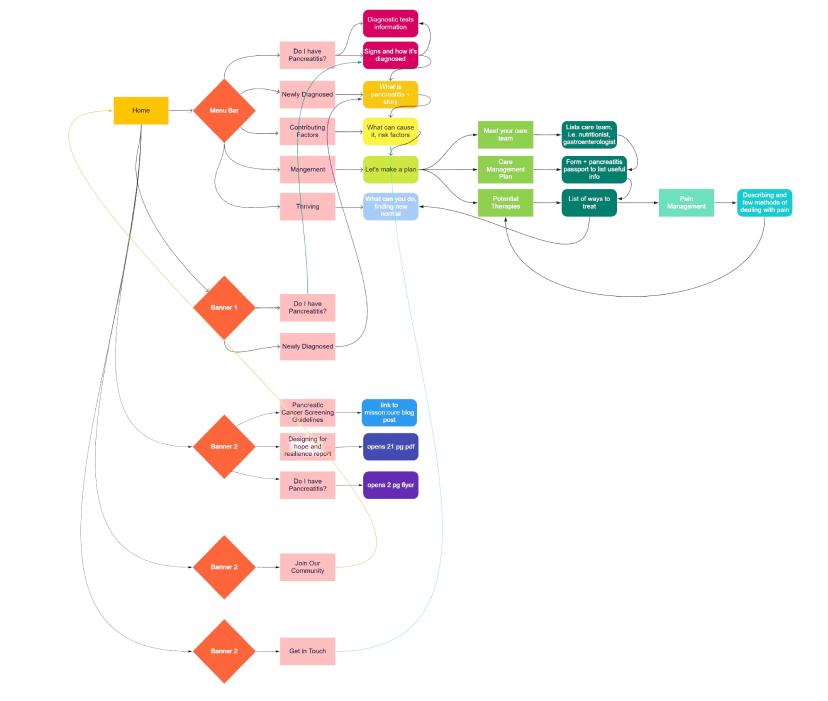 Diagnostic tests
information
Do I have
Pancreatitis?
Signs and how it's
diagnosed
Home
Menu Bar
Newly Diagnosed
What is
pancreatitis +
story
Contributing
Factors
What can cause
it, risk factors
Meet your care
team
Lists care team,
i.e. nutritionist,
gastroenterologist
Mangement
Let's make a plan
Care
Management
Plan
Form + pancreatitis
passport to list useful
info
Thriving
What can you do,
finding new
normal
Potential
Therapies
List of ways to
treat
Pain
Management
Describing and
few methods of
dealing with pain
Banner 1
Do I have
Pancreatitis?
Newly Diagnosed
Banner 2
Pancreatic
Cancer Screening
Guidelines
link to
misson:cure blog
post
Designing for
hope and
resilience report
opens 21 pg pdf
Do I have
Pancreatitis?
opens 2 pg flyer
Banner 2
Join Our
Community
Banner 2
Get in Touch